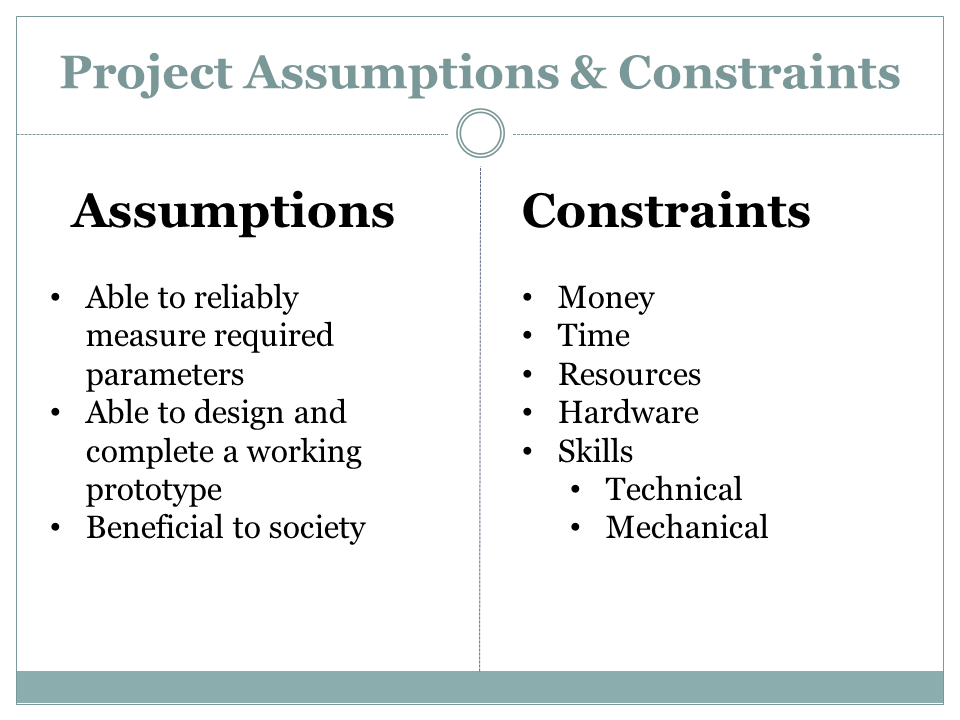 Project Assumptions & Constraints
Assumptions
• Able to reliably
measure required
parameters
• Able to design and
complete a working
prototype
• Beneficial to society
Constraints
• Money
• Time
• Resources
• Hardware
• Skills
• Technical
• Mechanical